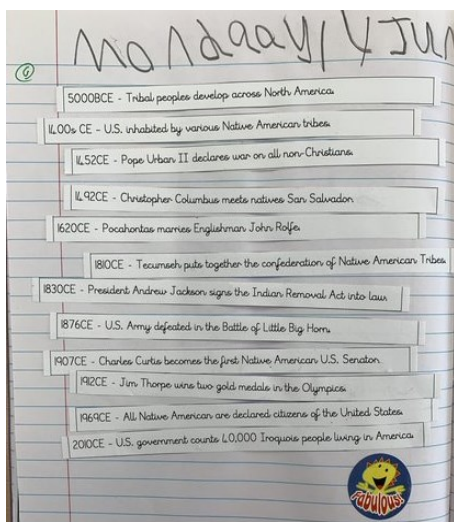 Mondaay 14 Jun
5000BCE - Tribal peoples develop across North America.
1400s CE - U.S. inhabited by various Native American tribes.
1452CE - Pope Urban II declares war on all non-Christians.
1492CE - Christopher Columbus meets natives San Salvador.
1620CE - Pocahontas marries Englishman John Rolfe.
1810CE - Tecumseh puts together the confederation of Native American Tribes.
1830CE - President Andrew Jackson signs the Indian Removal Act into law.
1876CE - U.S. Army defeated in the Battle of Little Big Horn.
1907CE - Charles Curtis becomes the first Native American U.S. Senator.
1912CE - Jim Thorpe wins two gold medals in the Olympics.
1969CE - All Native American are declared citizens of the United States.
2010CE - U.S. government counts 40,000 Iroquois people living in America.
Fabulous!